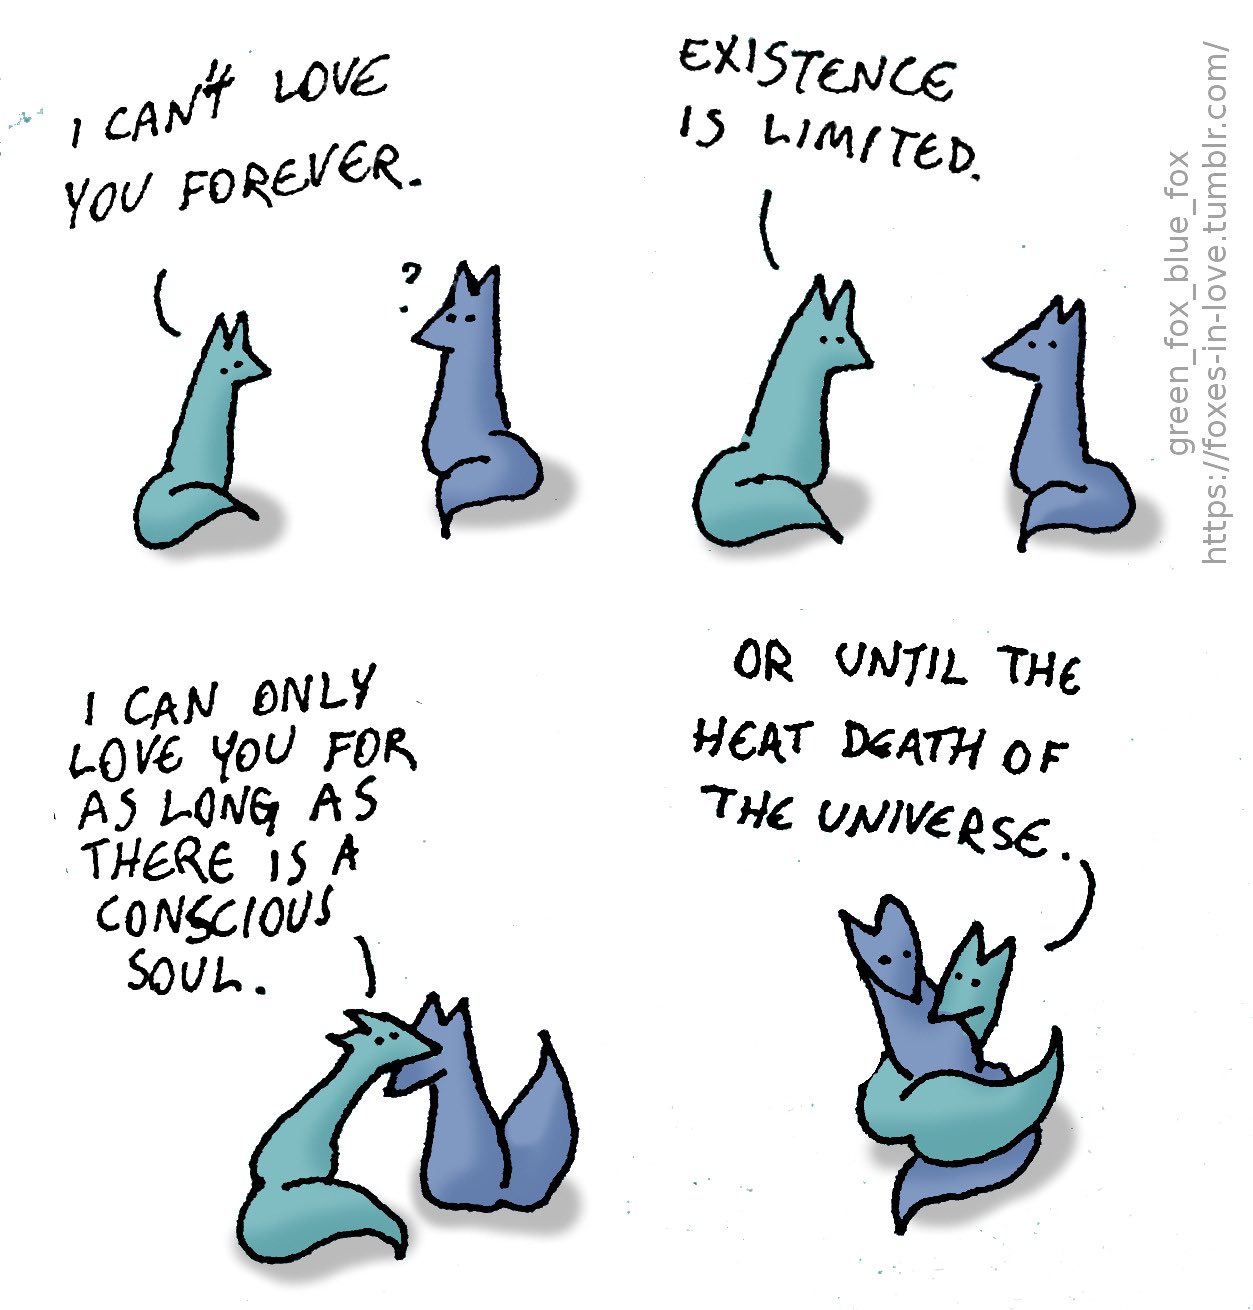 I CAN'T LOVE
YOU FOREVER.
?
EXISTENCE
IS LIMITED.
I CAN ONLY
LOVE YOU FOR
AS LONG AS
THERE IS A
CONSCIOUS
SOUL.
OR UNTIL THE
HEAT DEATH OF
THE UNIVERSE.
green_fox_blue_fox
https://foxes-in-love.tumblr.com/